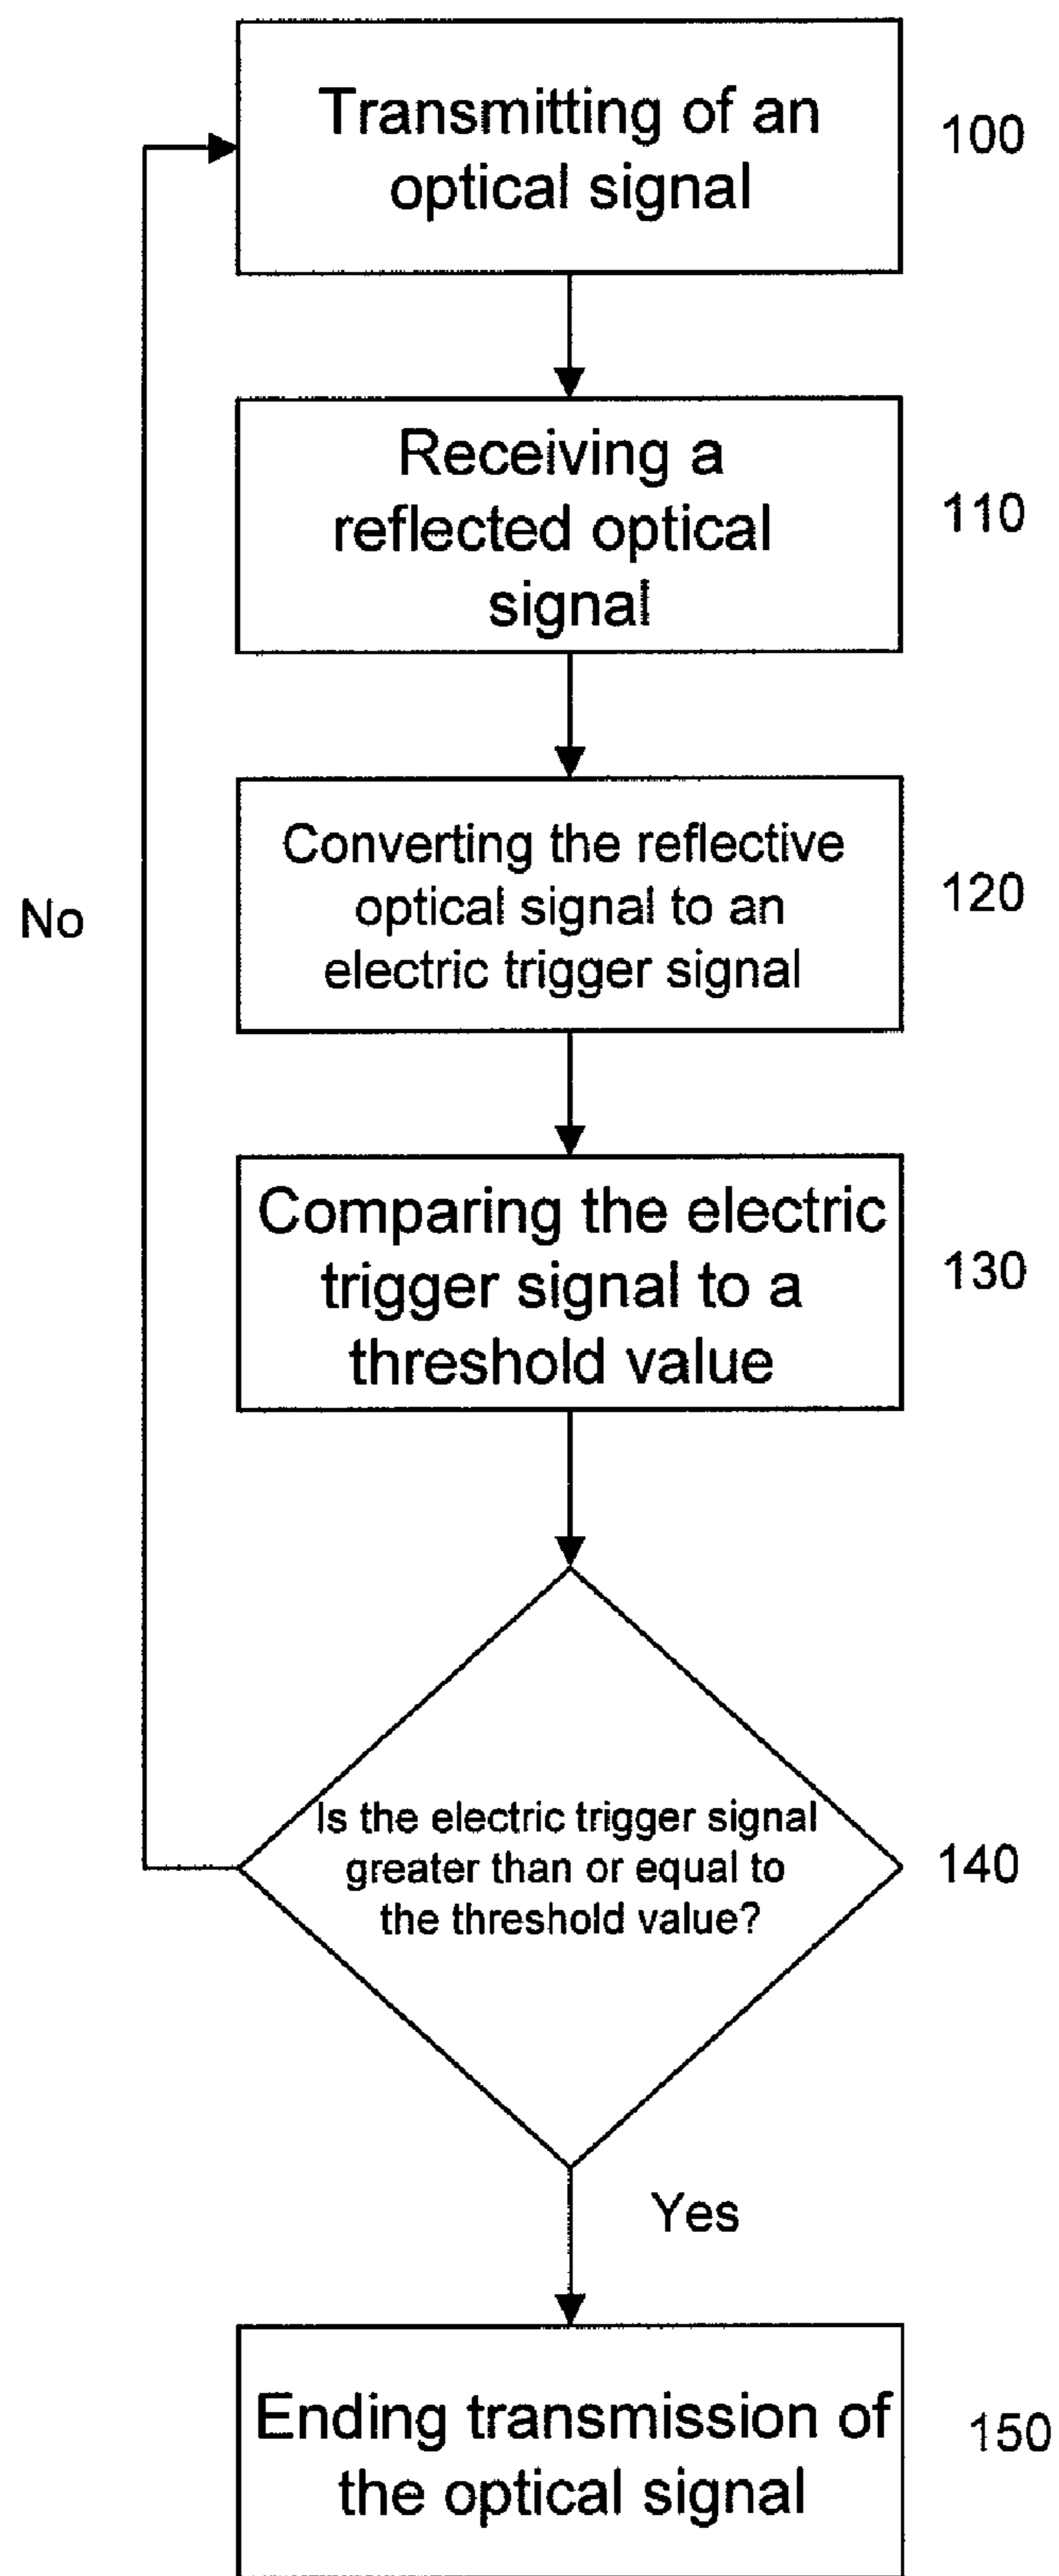 Transmitting of an
optical signal
100
Receiving a
reflected optical
signal
110
Converting the reflective
optical signal to an
electric trigger signal
120
No
Comparing the electric
trigger signal to a
threshold value
130
Is the electric trigger signal
greater than or equal to
the threshold value?
140
Yes
Ending transmission of
the optical signal
150